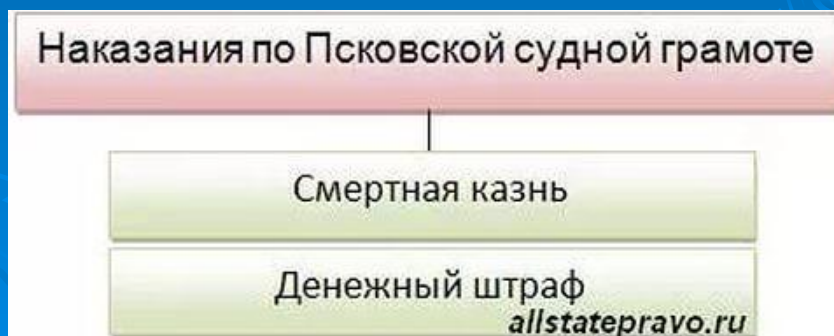 Наказания по Псковской судной грамоте
Смертная казнь
Денежный штраф
allstatepravo.ru